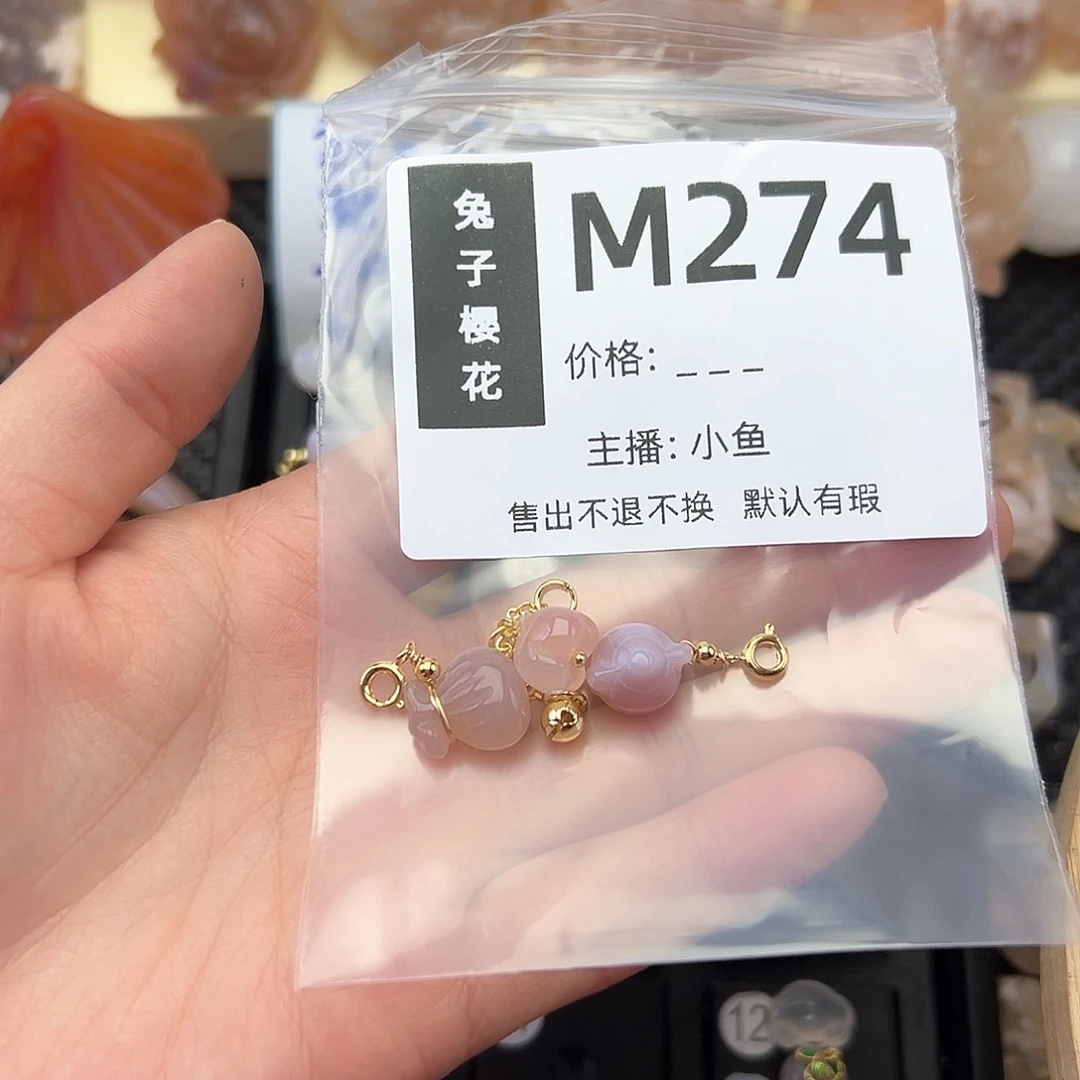 兔子樱花
M274
价格: _ _ _
主播: 小鱼
售出不退不换 默认有瑕
12